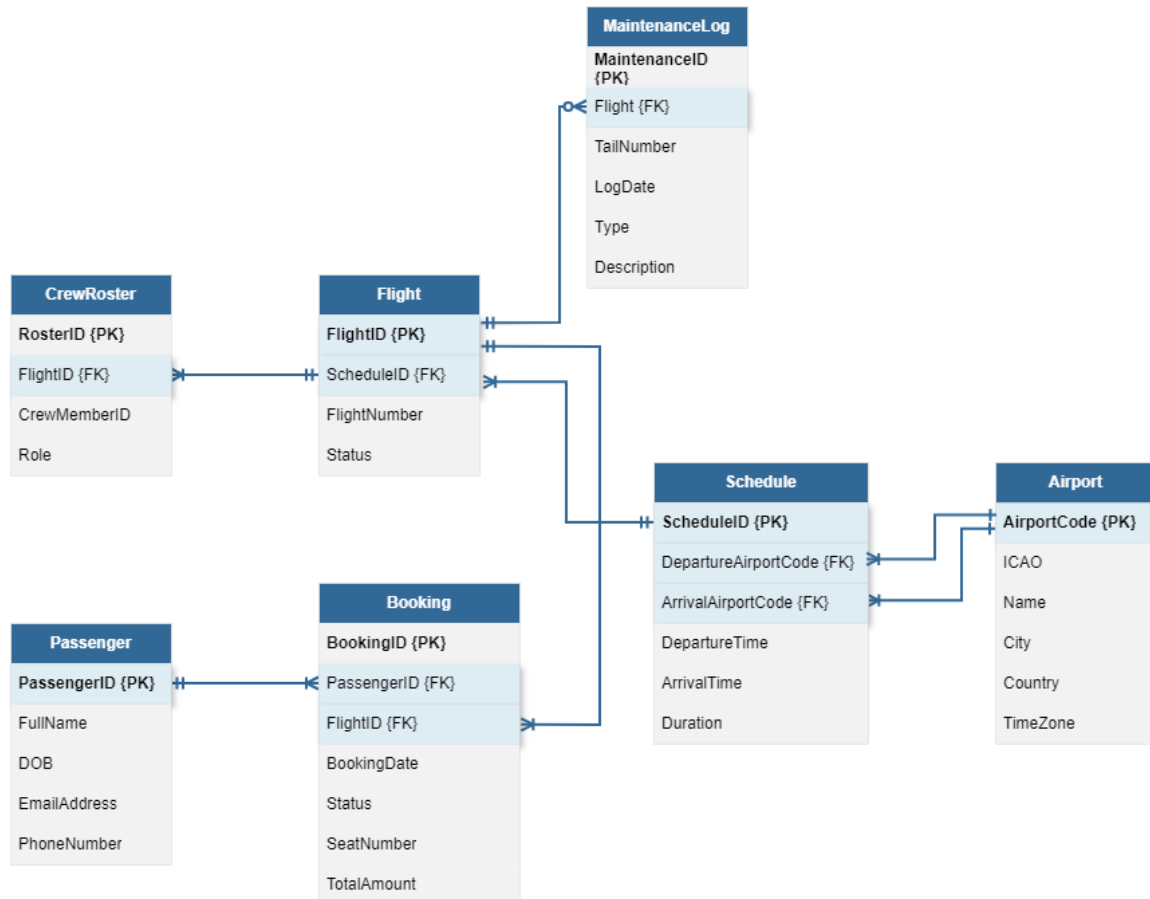 MaintenanceLog
MaintenanceID
{PK}
Flight {FK}
TailNumber
LogDate
Type
Description
CrewRoster
RosterID {PK}
FlightID {FK}
CrewMemberID
Role
Flight
FlightID {PK}
ScheduleID {FK}
FlightNumber
Status
Schedule
ScheduleID {PK}
DepartureAirportCode {FK}
ArrivalAirportCode {FK}
DepartureTime
ArrivalTime
Duration
Airport
AirportCode {PK}
ICAO
Name
City
Country
TimeZone
Passenger
PassengerID {PK}
FullName
DOB
EmailAddress
PhoneNumber
Booking
BookingID {PK}
PassengerID {FK}
FlightID {FK}
BookingDate
Status
SeatNumber
TotalAmount